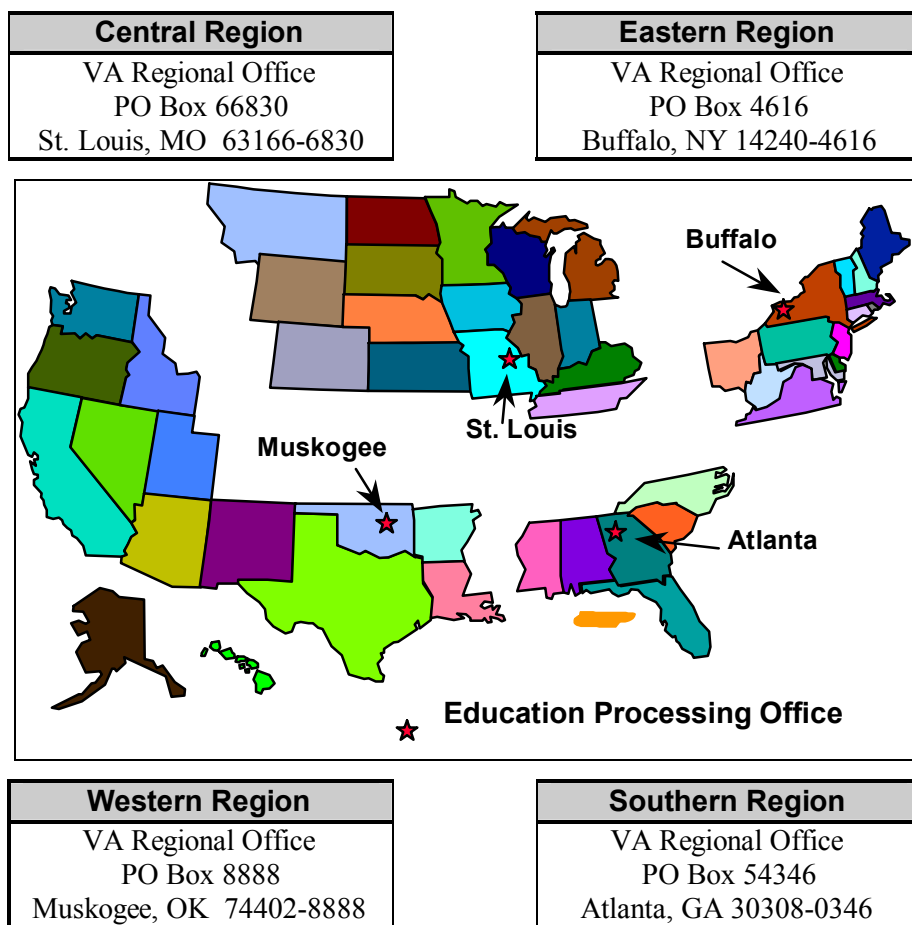 Central Region
VA Regional Office
PO Box 66830
St. Louis, MO 63166-6830
Eastern Region
VA Regional Office
PO Box 4616
Buffalo, NY 14240-4616
Buffalo
St. Louis
Muskogee
Atlanta
Education Processing Office
Western Region
VA Regional Office
PO Box 8888
Muskogee, OK 74402-8888
Southern Region
VA Regional Office
PO Box 54346
Atlanta, GA 30308-0346